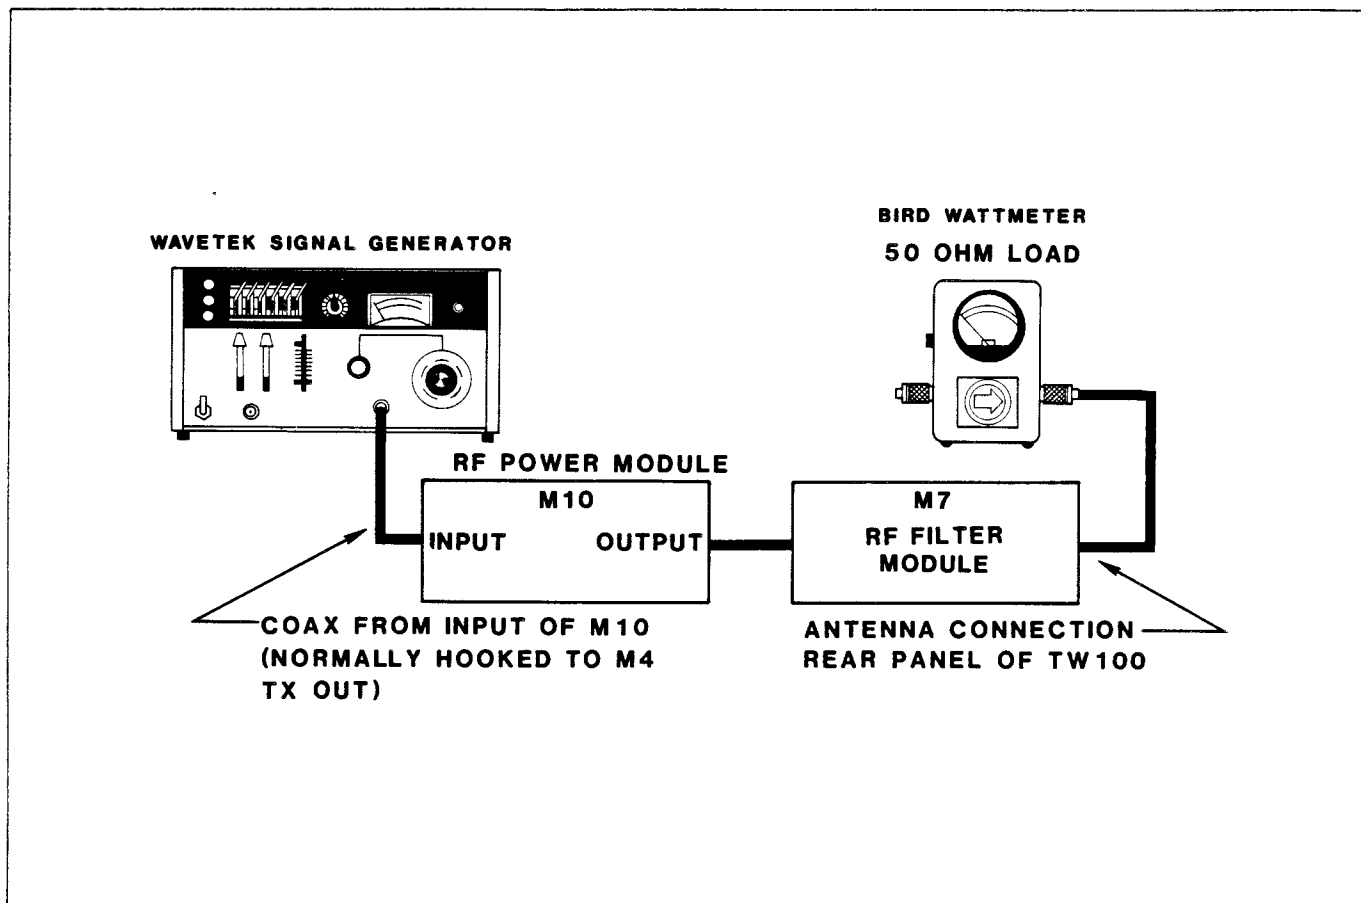 BIRD WATTMETER
50 OHM LOAD
WAVETEK SIGNAL GENERATOR
RF POWER MODULE
M10
INPUT
OUTPUT
M7
RF FILTER
MODULE
COAX FROM INPUT OF M10
(NORMALLY HOOKED TO M4
TX OUT)
ANTENNA CONNECTION
REAR PANEL OF TW100